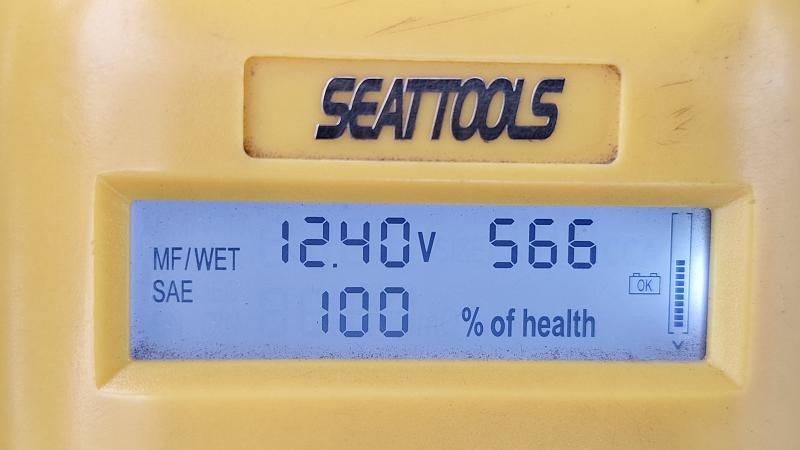 SEATTOOLS
MF/WET 12.40V 566
SAE
OK
100 % of health